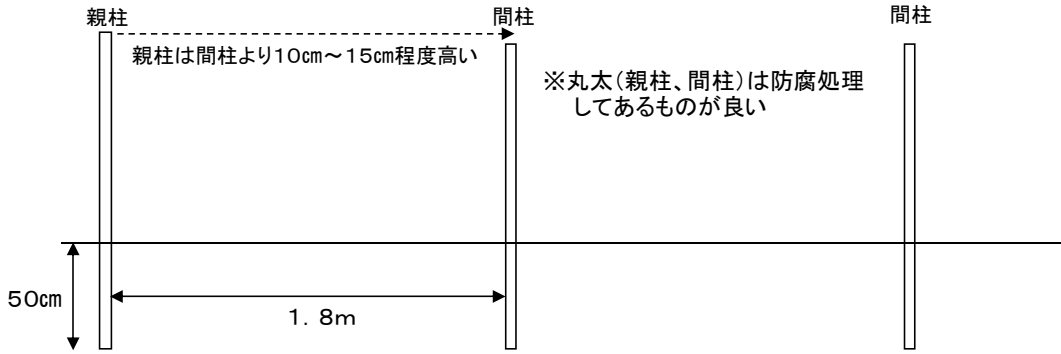 親柱
間柱
間柱
親柱は間柱より10㎝～15㎝程度高い
※丸太(親柱、間柱)は防腐処理
してあるものが良い
50㎝
1．8ｍ